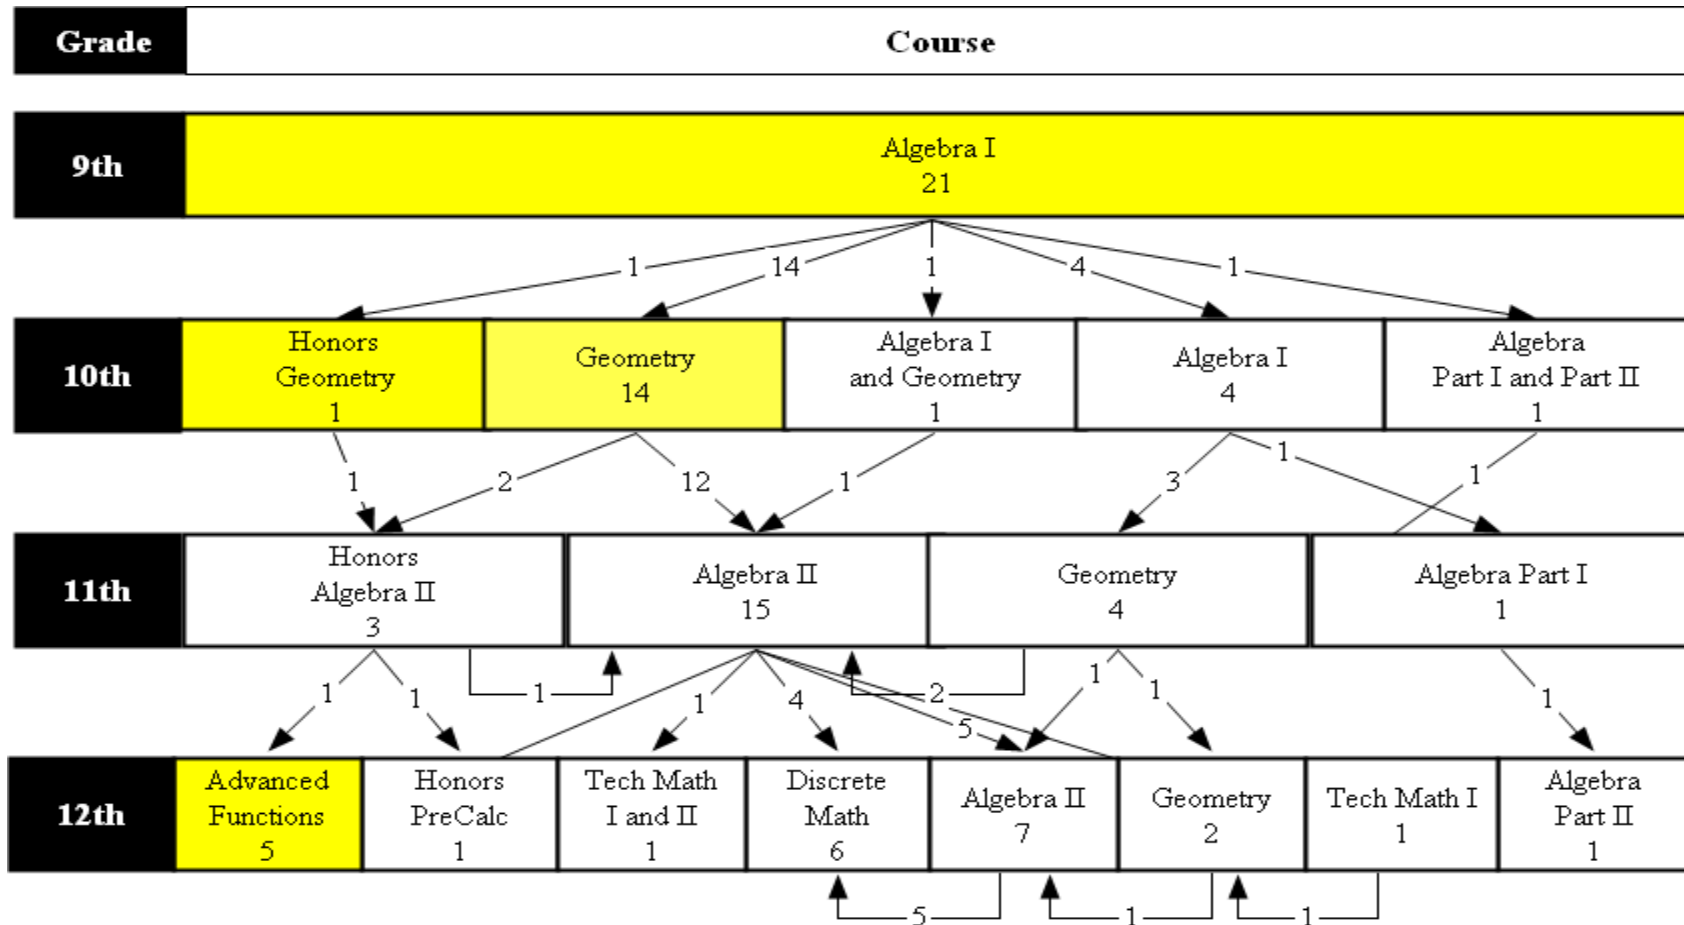 Grade
Course
9th
Algebra I
21
1
14
1
4
1
10th
Honors
Geometry
1
Geometry
14
Algebra I
and Geometry
1
Algebra I
4
Algebra
Part I and Part II
1
1
2
12
1
3
1
1
11th
Honors
Algebra II
3
Algebra II
15
Geometry
4
Algebra Part I
1
1
1
1
1
4
5
2
1
1
1
12th
Advanced
Functions
5
Honors
PreCalc
1
Tech Math
I and II
1
Discrete
Math
6
Algebra II
7
Geometry
2
Tech Math I
1
Algebra
Part II
1
5
1
1